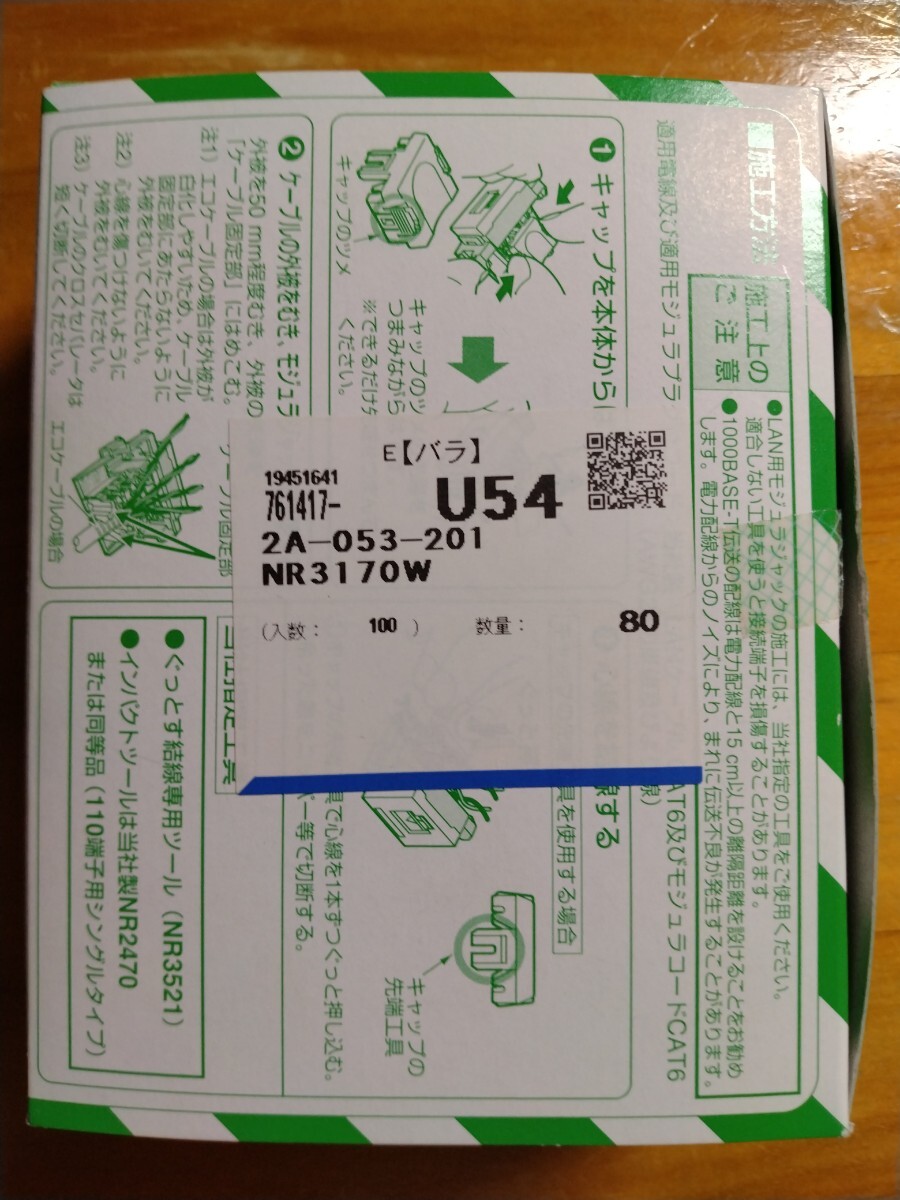 ■施工方法
適用電線及び適用モジュラプラ
AT6及びモジュラコードCAT6
施工上の
ご注意
●LAN用モジュラジャックの施工には、当社指定の工具をご使用ください。
適合しない工具を使うと接続端子を損傷することがあります。
●1000BASE-T伝送の配線は電力配線と15 cm以上の離隔距離を設けることをお勧め
します。電力配線からのノイズにより、まれに伝送不良が発生することがあります。
❶キャップを本体から
キャップのツメ
キャップのツ
つまみながら
※できるだけ
ください。
❷ケーブルの外被をむき、モジュラ
外被を50 mm程度むき、外被の
「ケーブル固定部」にはめこむ。
注1)エコケーブルの場合は外被が
白化しやすいため、ケーブル
固定部にあたらないように
外被をむいてください。
注2)心線を傷つけないように
外被をむいてください。
注3)ケーブルのクロスセパレータは
短く切断してください。
ケーブル固定部
エコケーブルの場合
E【バラ】
19451641
761417-
U54
2A-053-201
NR3170W
(入数: 100 )
数量: 80
線する
具を使用する場合
具で心線を1本ずつぐっと押し込む。
パー等で切断する。
キャップの
先端工具
当社指定工具
●ぐっとす結線専用ツール(NR3521)
●インパクトツールは当社製NR2470
または同等品(110端子用シングルタイプ)